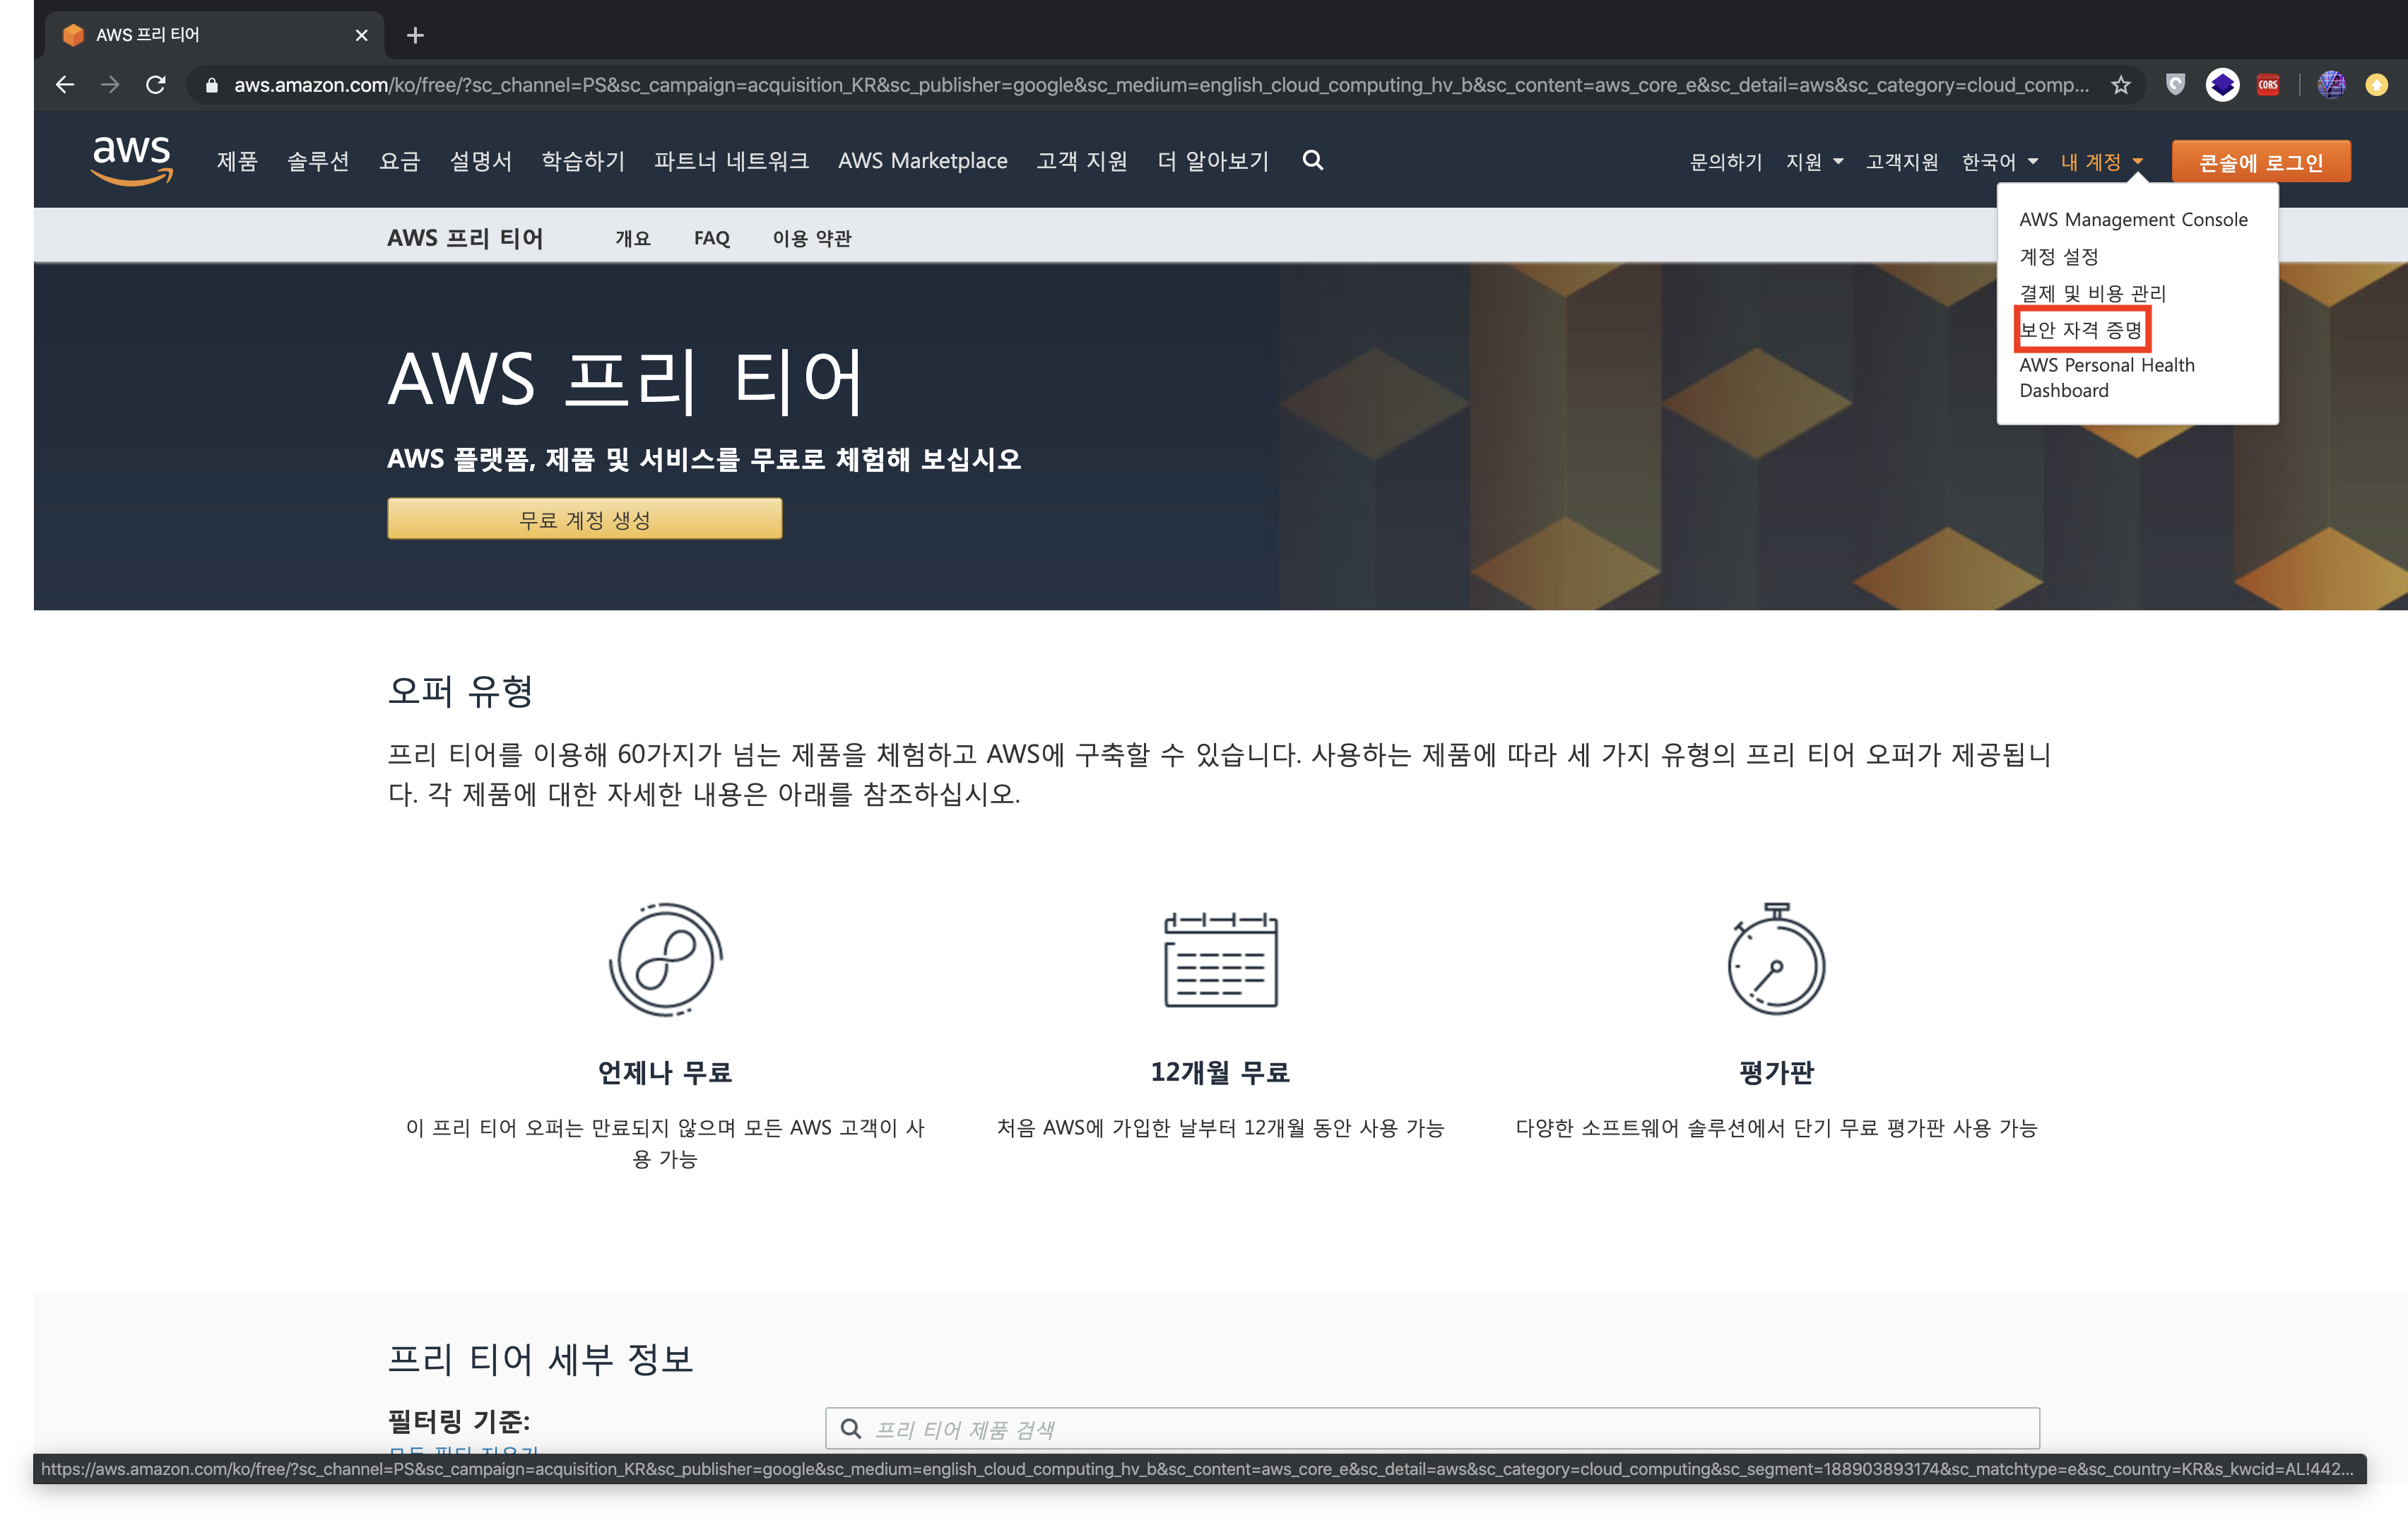 AWS 프리 티어
aws.amazon.com/ko/free/?sc_channel=PS&sc_campaign=acquisition_KR&sc_publisher=google&sc_medium=english_cloud_computing_hv_b&sc_content=aws_core_e&sc_detail=aws&sc_category=cloud_comp...
CORS
aws 제품 솔루션 요금 설명서 학습하기 파트너 네트워크 AWS Marketplace 고객 지원 더 알아보기
문의하기 지원 고객지원 한국어 내 계정 콘솔에 로그인
AWS Management Console
계정 설정
결제 및 비용 관리
보안 자격 증명
AWS Personal Health
Dashboard
AWS 프리 티어 개요 FAQ 이용 약관
AWS 프리 티어
AWS 플랫폼, 제품 및 서비스를 무료로 체험해 보십시오
무료 계정 생성
오퍼 유형
프리 티어를 이용해 60가지가 넘는 제품을 체험하고 AWS에 구축할 수 있습니다. 사용하는 제품에 따라 세 가지 유형의 프리 티어 오퍼가 제공됩니
다. 각 제품에 대한 자세한 내용은 아래를 참조하십시오.
언제나 무료
이 프리 티어 오퍼는 만료되지 않으며 모든 AWS 고객이 사
용 가능
12개월 무료
처음 AWS에 가입한 날부터 12개월 동안 사용 가능
평가판
다양한 소프트웨어 솔루션에서 단기 무료 평가판 사용 가능
프리 티어 세부 정보
필터링 기준:
프리 티어 제품 검색
https://aws.amazon.com/ko/free/?sc_channel=PS&sc_campaign=acquisition_KR&sc_publisher=google&sc_medium=english_cloud_computing_hv_b&sc_content=aws_core_e&sc_detail=aws&sc_category=cloud_computing&sc_segment=188903893174&sc_matchtype=e&sc_country=KR&s_kwcid=AL!442...